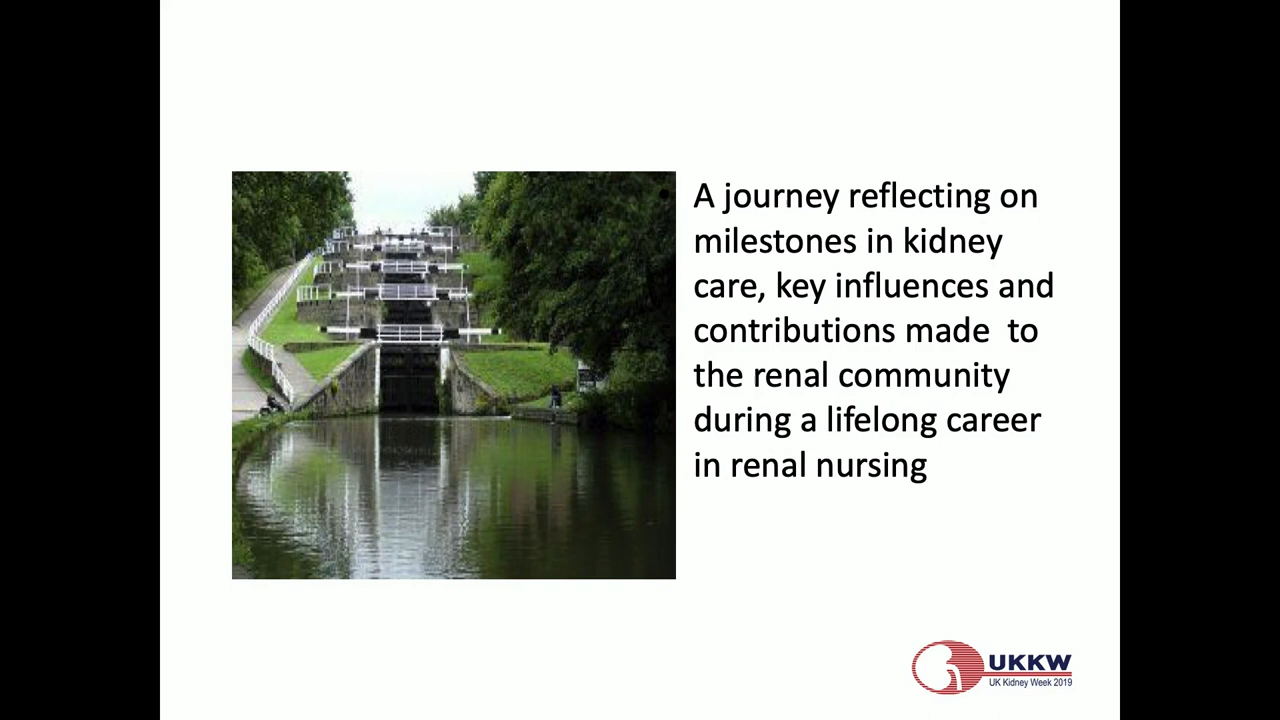 A journey reflecting on
milestones in kidney
care, key influences and
contributions made  to
the renal community
during a lifelong career
in renal nursing
UKKW
UK Kidney Week 2019